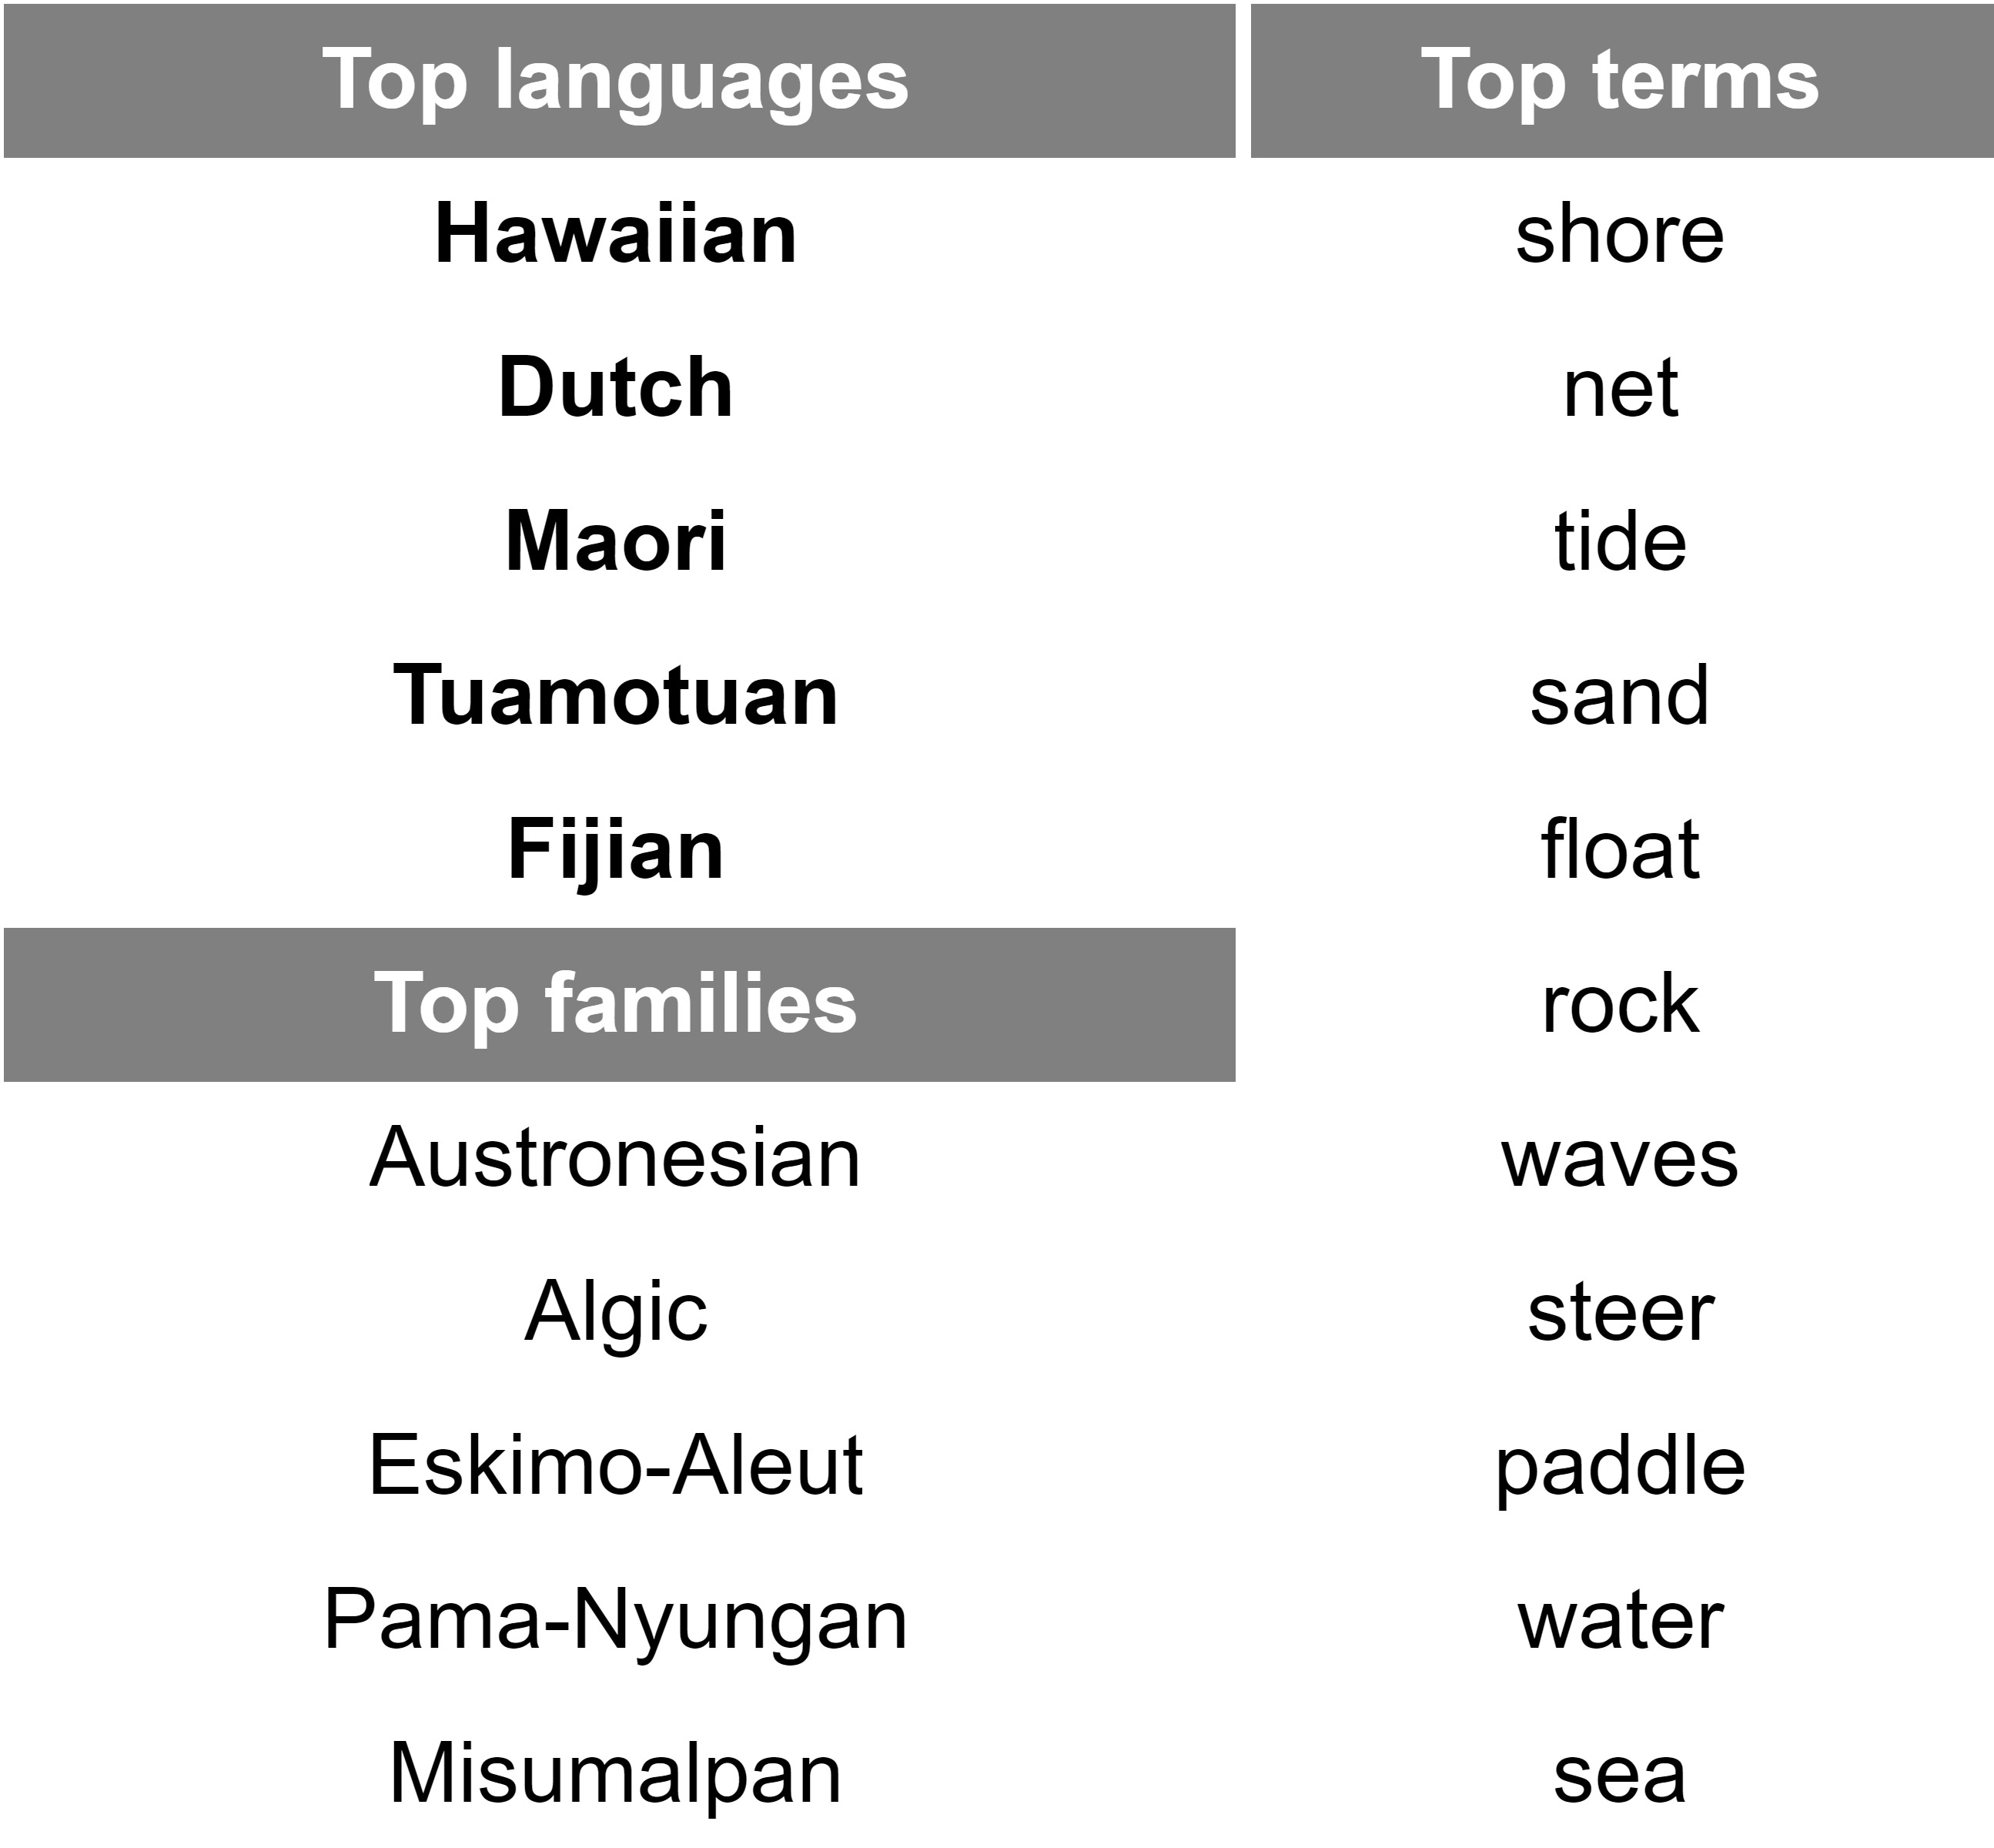 Top languages Top terms
Hawaiian shore
Dutch net
Maori tide
Tuamotuan sand
Fijian float
Top families rock
Austronesian waves
Algic steer
Eskimo-Aleut paddle
Pama-Nyungan water
Misumalpan sea